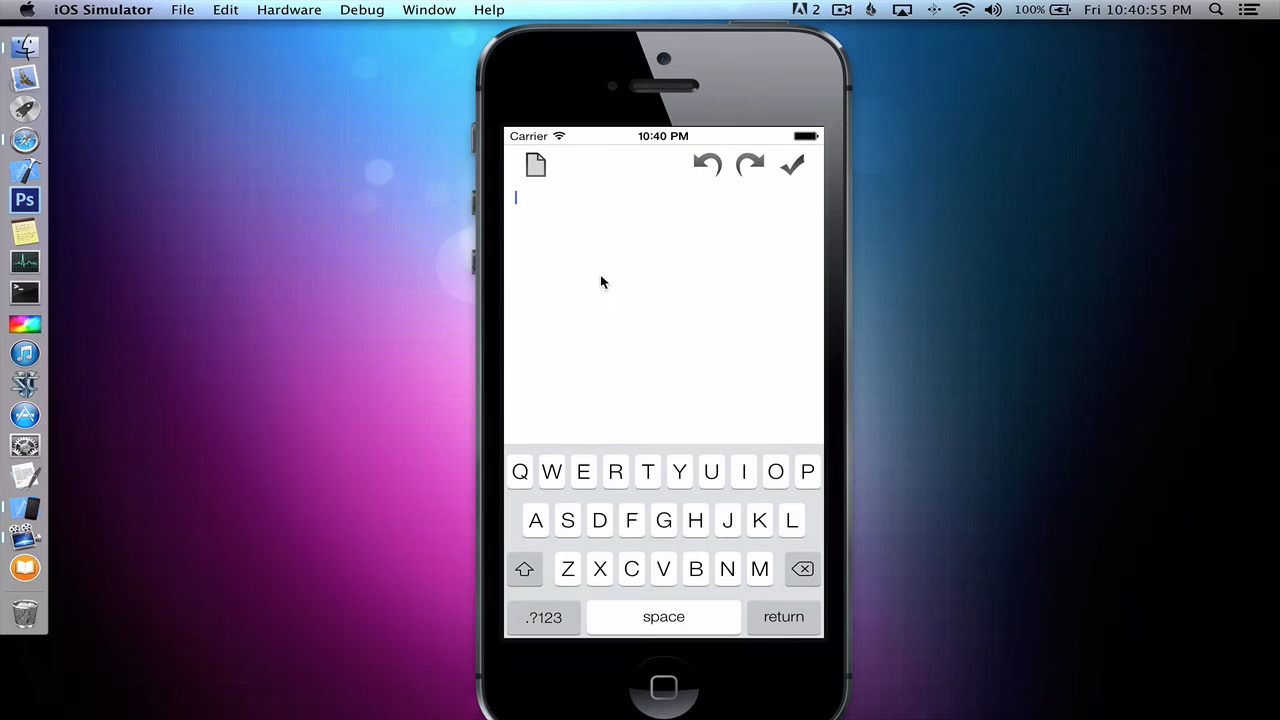 iOS Simulator File Edit Hardware Debug Window Help 2 100% Fri 10:40:55 PM
Carrier 10:40 PM
Ps
Q W E R T Y U I O P
A S D F G H J K L
Z X C V B N M
.?123 space return